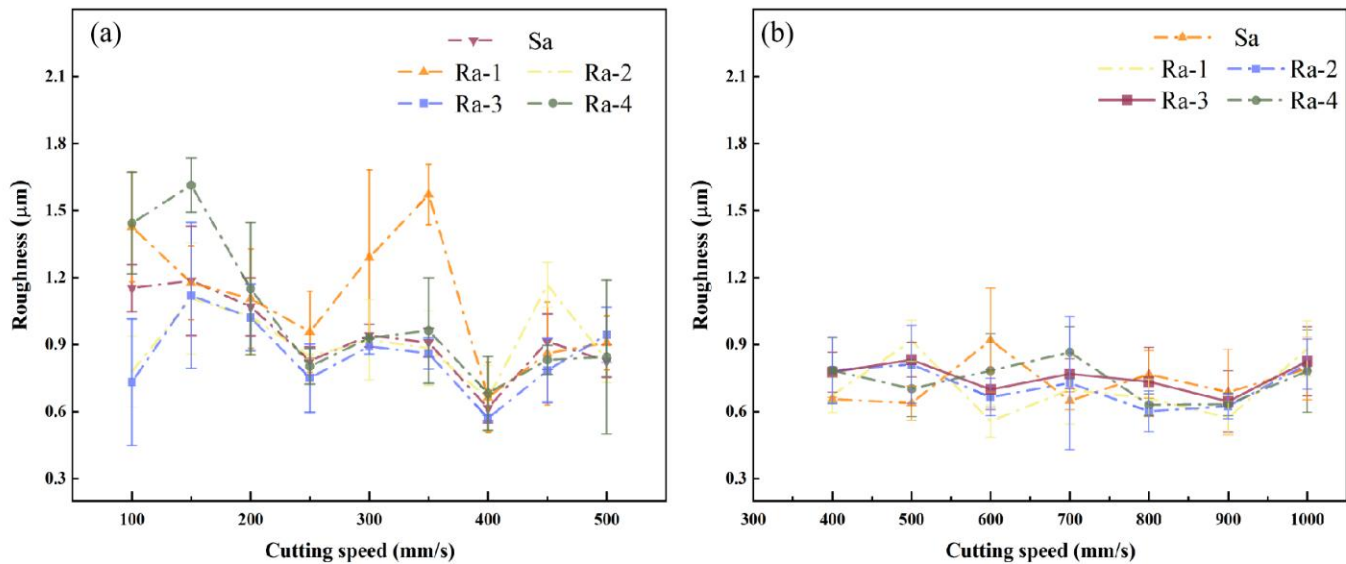 (a)
Sa
Ra-1 Ra-2
Ra-3 Ra-4
2.1
1.8
1.5
1.2
0.9
0.6
0.3
Roughness (μm)
100 200 300 400 500
Cutting speed (mm/s)
(b)
Sa
Ra-1 Ra-2
Ra-3 Ra-4
2.1
1.8
1.5
1.2
0.9
0.6
0.3
Roughness (μm)
300 400 500 600 700 800 900 1000
Cutting speed (mm/s)